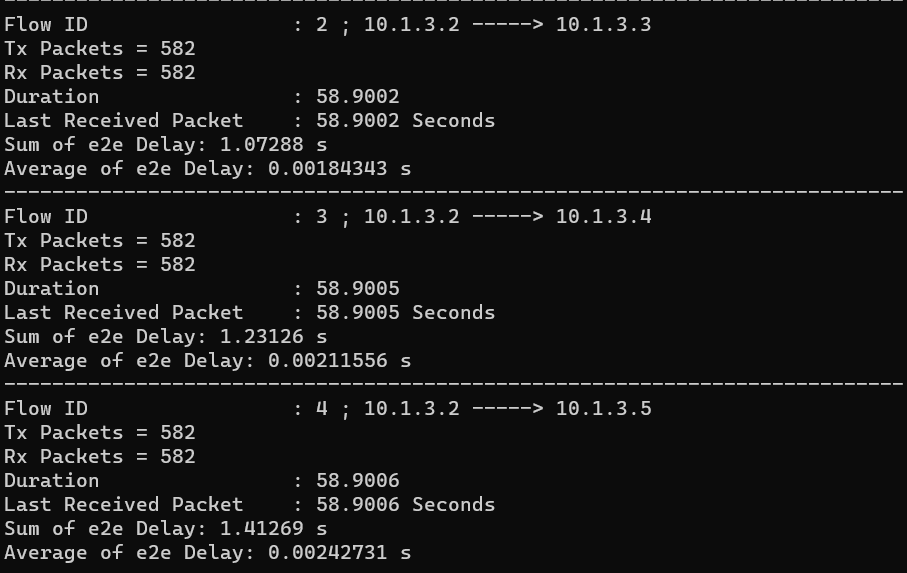 Flow ID                 : 2 ; 10.1.3.2 -----> 10.1.3.3
Tx Packets = 582
Rx Packets = 582
Duration                : 58.9002
Last Received Packet    : 58.9002 Seconds
Sum of e2e Delay: 1.07288 s
Average of e2e Delay: 0.00184343 s
---------------------------------------------------------------------------
Flow ID                 : 3 ; 10.1.3.2 -----> 10.1.3.4
Tx Packets = 582
Rx Packets = 582
Duration                : 58.9005
Last Received Packet    : 58.9005 Seconds
Sum of e2e Delay: 1.23126 s
Average of e2e Delay: 0.00211556 s
---------------------------------------------------------------------------
Flow ID                 : 4 ; 10.1.3.2 -----> 10.1.3.5
Tx Packets = 582
Rx Packets = 582
Duration                : 58.9006
Last Received Packet    : 58.9006 Seconds
Sum of e2e Delay: 1.41269 s
Average of e2e Delay: 0.00242731 s